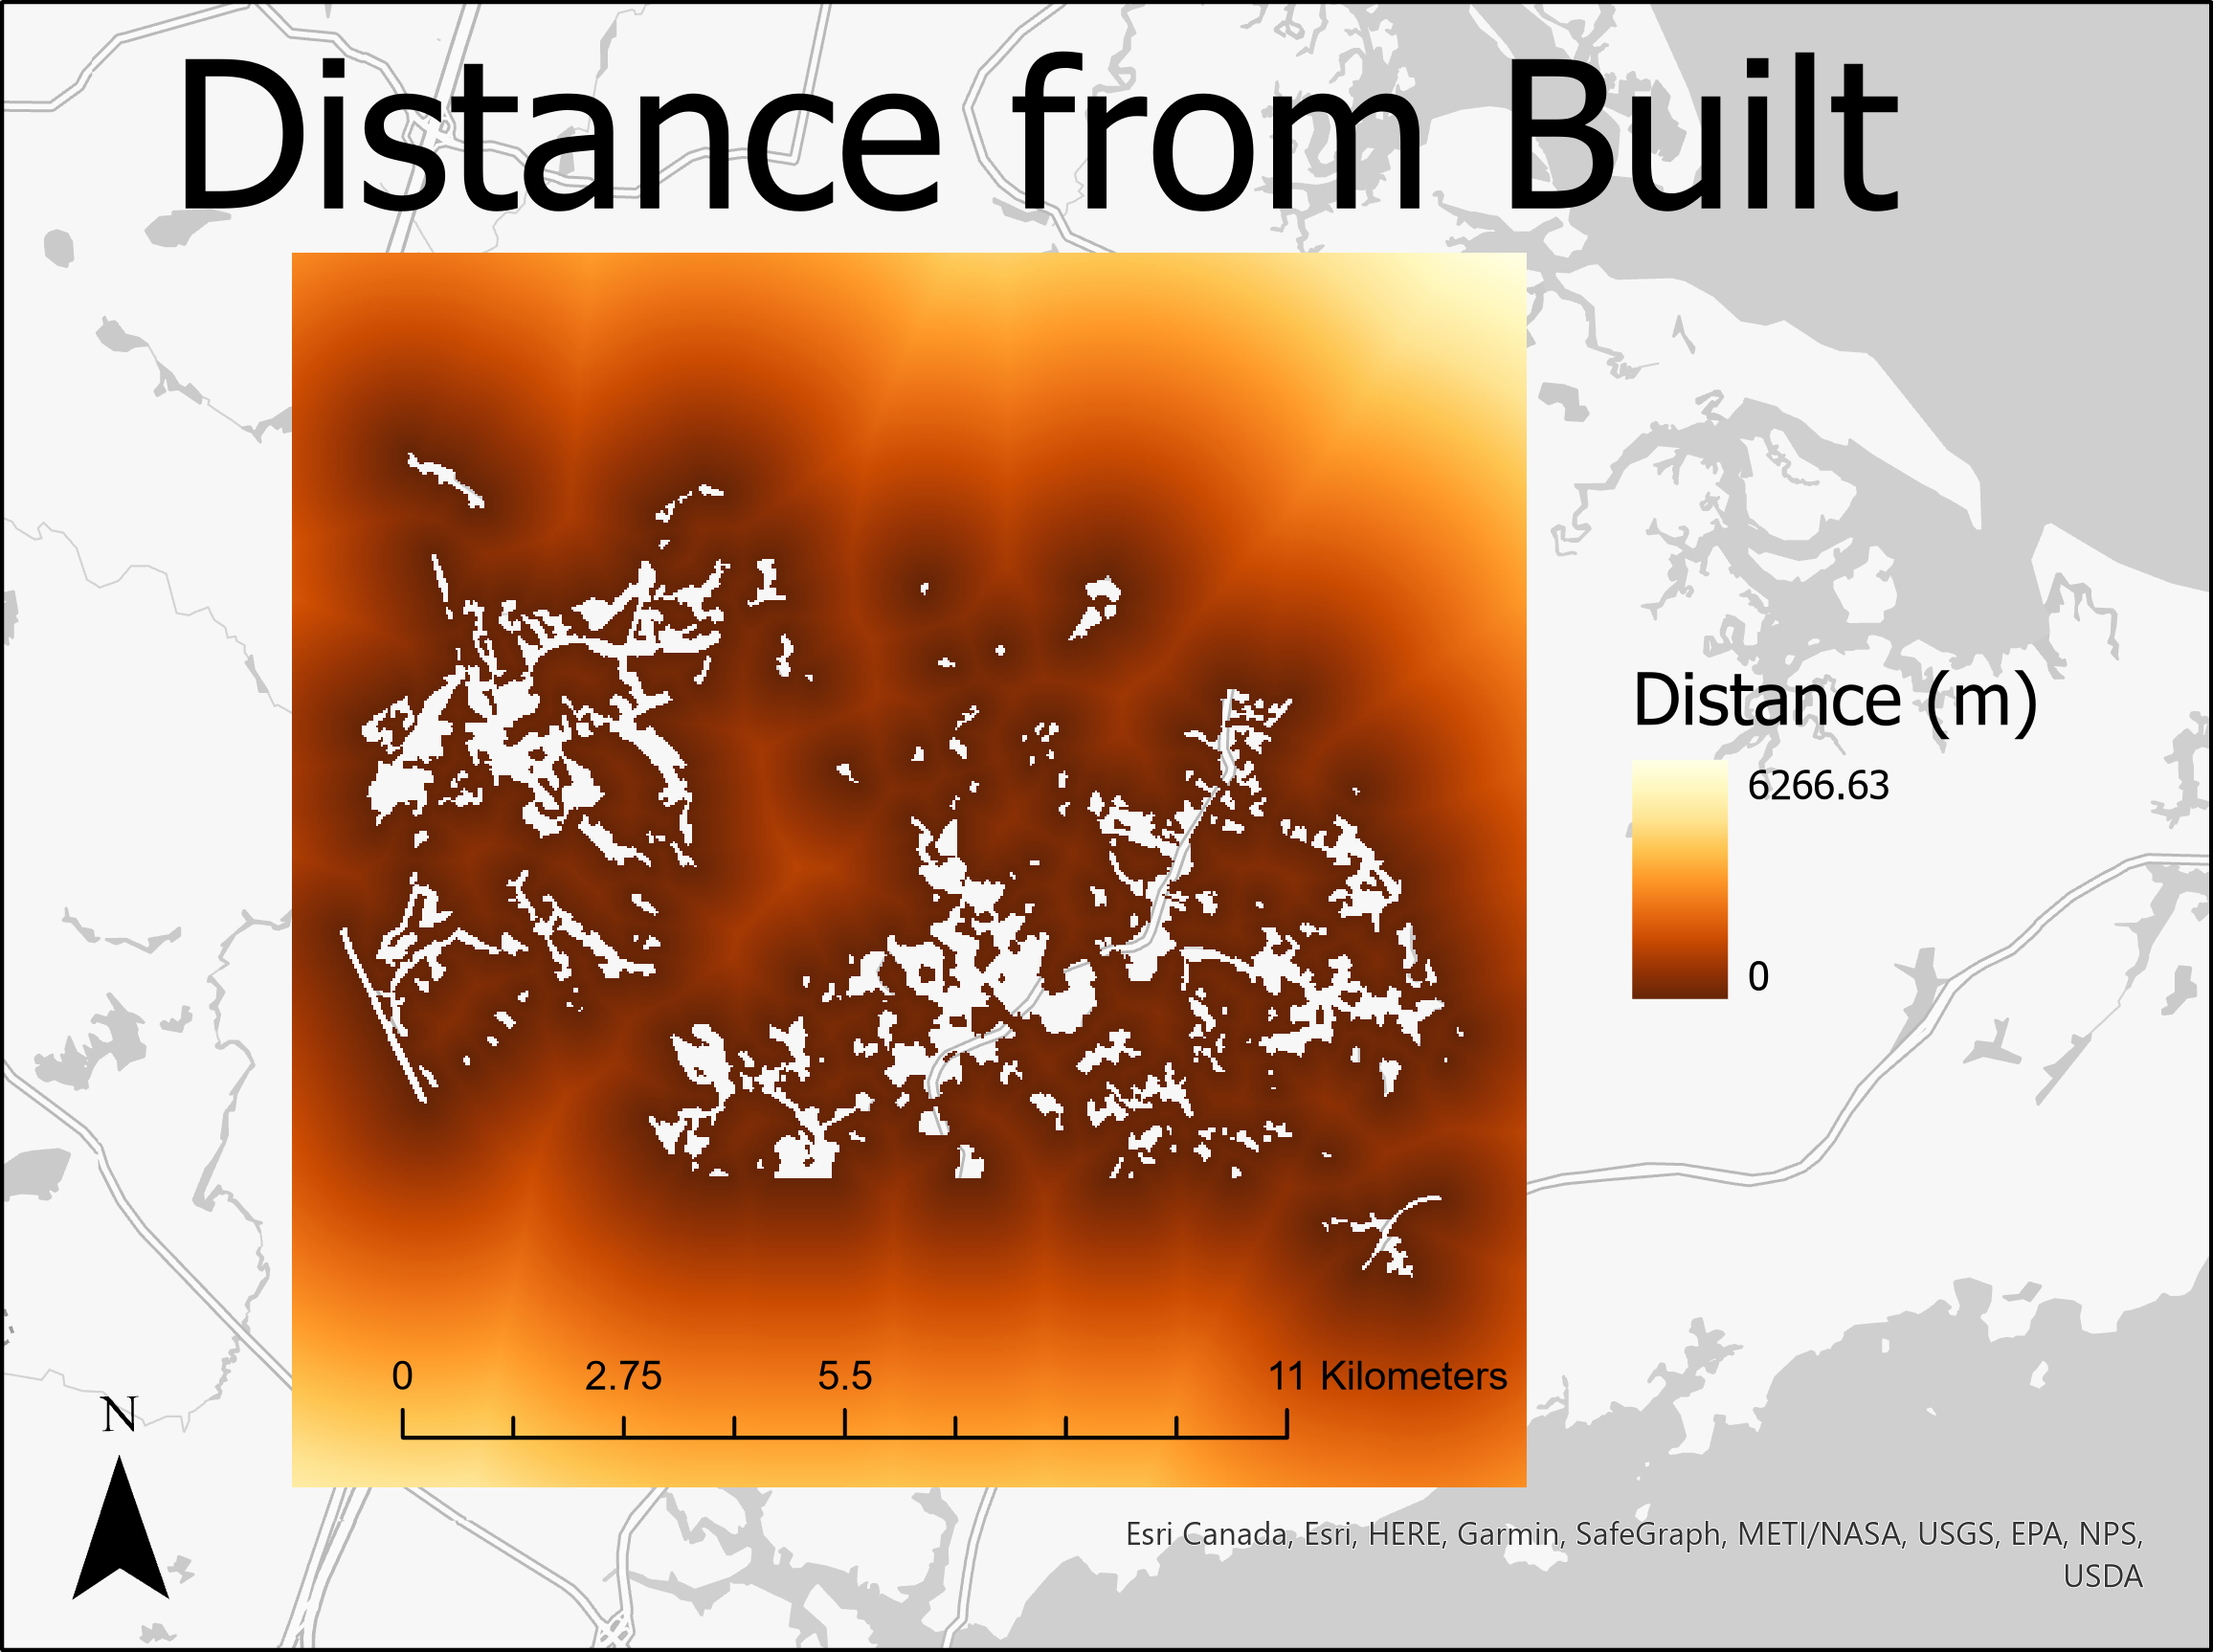 Distance from Built
Distance (m)
6266.63
0
0 2.75 5.5 11 Kilometers
N
Esri Canada, Esri, HERE, Garmin, SafeGraph, METI/NASA, USGS, EPA, NPS,
USDA